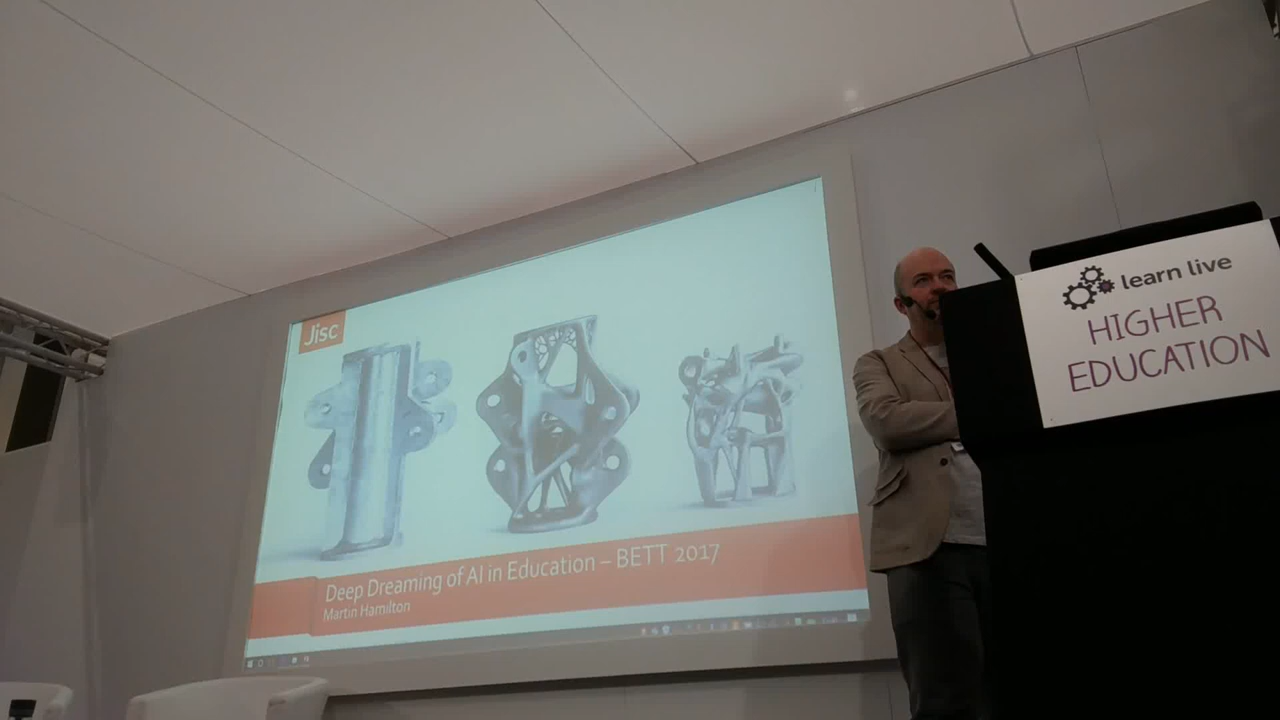 Jisc
Deep Dreaming of AI in Education – BETT 2017
Martin Hamilton
learn live
HIGHER
EDUCATION